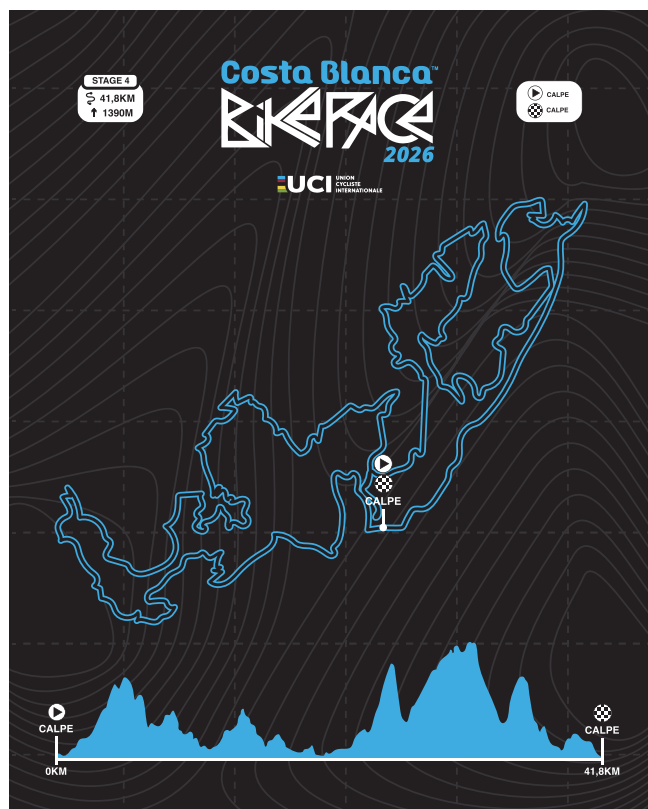 STAGE 4
41,8KM
1390M
Costa Blanca™
BIKERACE
2026
UCI UNION
CYCLISTE
INTERNATIONALE
CALPE
CALPE
CALPE
CALPE
CALPE
0KM
41,8KM